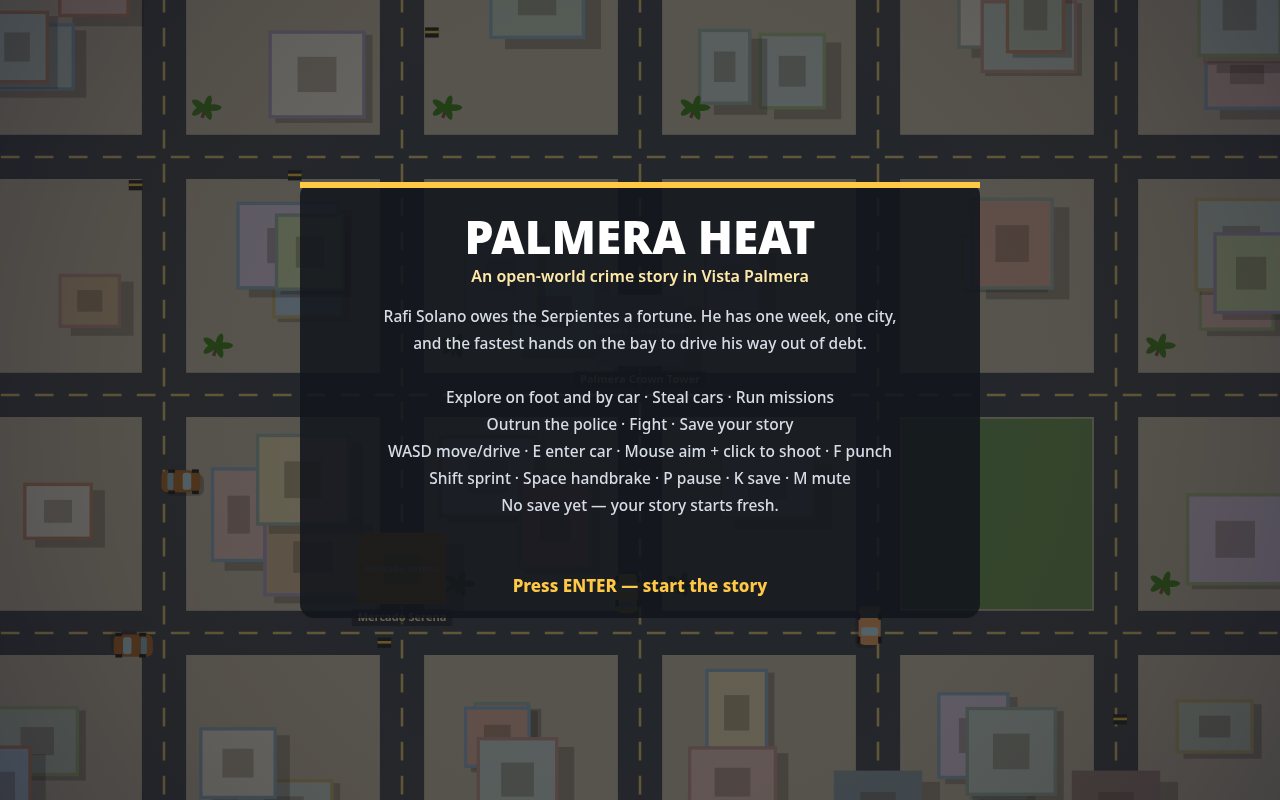 PALMERA HEAT
An open-world crime story in Vista Palmera
Rafi Solano owes the Serpientes a fortune. He has one week, one city,
and the fastest hands on the bay to drive his way out of debt.
Palmera Crown Tower
Explore on foot and by car · Steal cars · Run missions
Outrun the police · Fight · Save your story
WASD move/drive · E enter car · Mouse aim + click to shoot · F punch
Shift sprint · Space handbrake · P pause · K save · M mute
No save yet — your story starts fresh.
Press ENTER — start the story
Mercado Serena